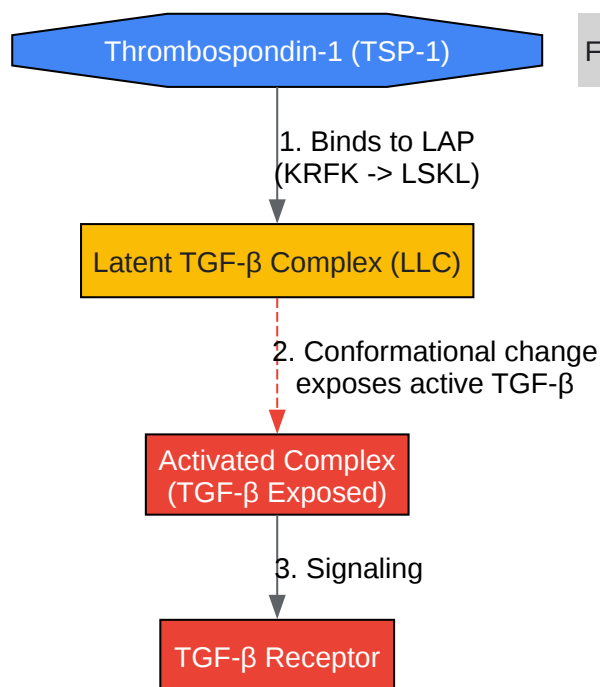 Thrombospondin-1 (TSP-1)
F
1. Binds to LAP
(KRFK -> LSKL)
Latent TGF-β Complex (LLC)
2. Conformational change
exposes active TGF-β
Activated Complex
(TGF-β Exposed)
3. Signaling
TGF-β Receptor